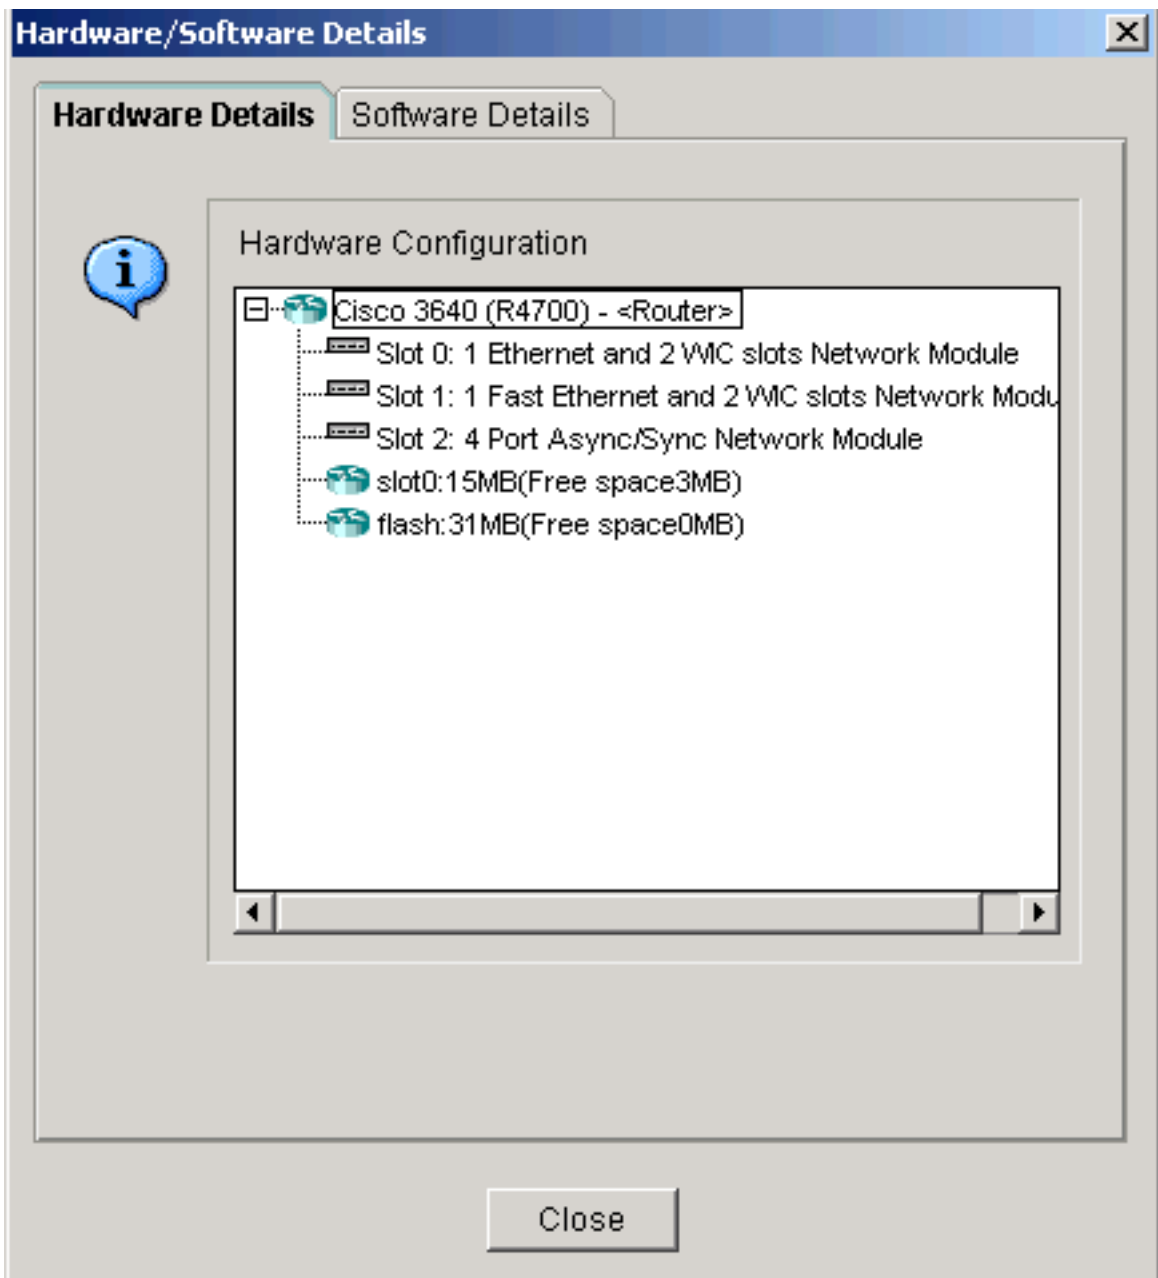 Hardware/Software Details
Hardware Details
Software Details
Hardware Configuration
Cisco 3640 (R4700) - <Router>
Slot 0: 1 Ethernet and 2 WIC slots Network Module
Slot 1: 1 Fast Ethernet and 2 WIC slots Network Modu
Slot 2: 4 Port Async/Sync Network Module
slot0:15MB(Free space3MB)
flash:31MB(Free space0MB)
Close